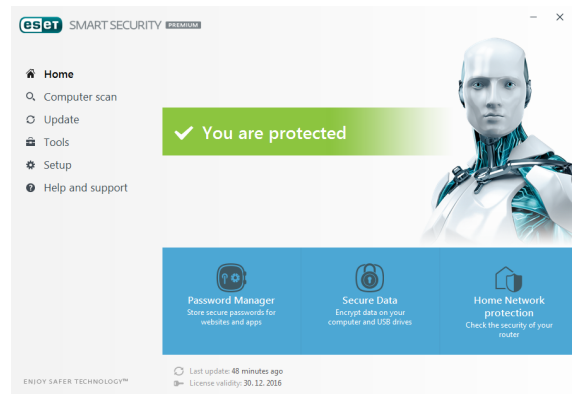 eset SMART SECURITY PREMIUM
Home
Computer scan
Update
Tools
Setup
Help and support
You are protected
Password Manager
Store secure passwords for
websites and apps
Secure Data
Encrypt data on your
computer and USB drives
Home Network
protection
Check the security of your
router
Last update: 48 minutes ago
License validity: 30. 12. 2016
ENJOY SAFER TECHNOLOGY™